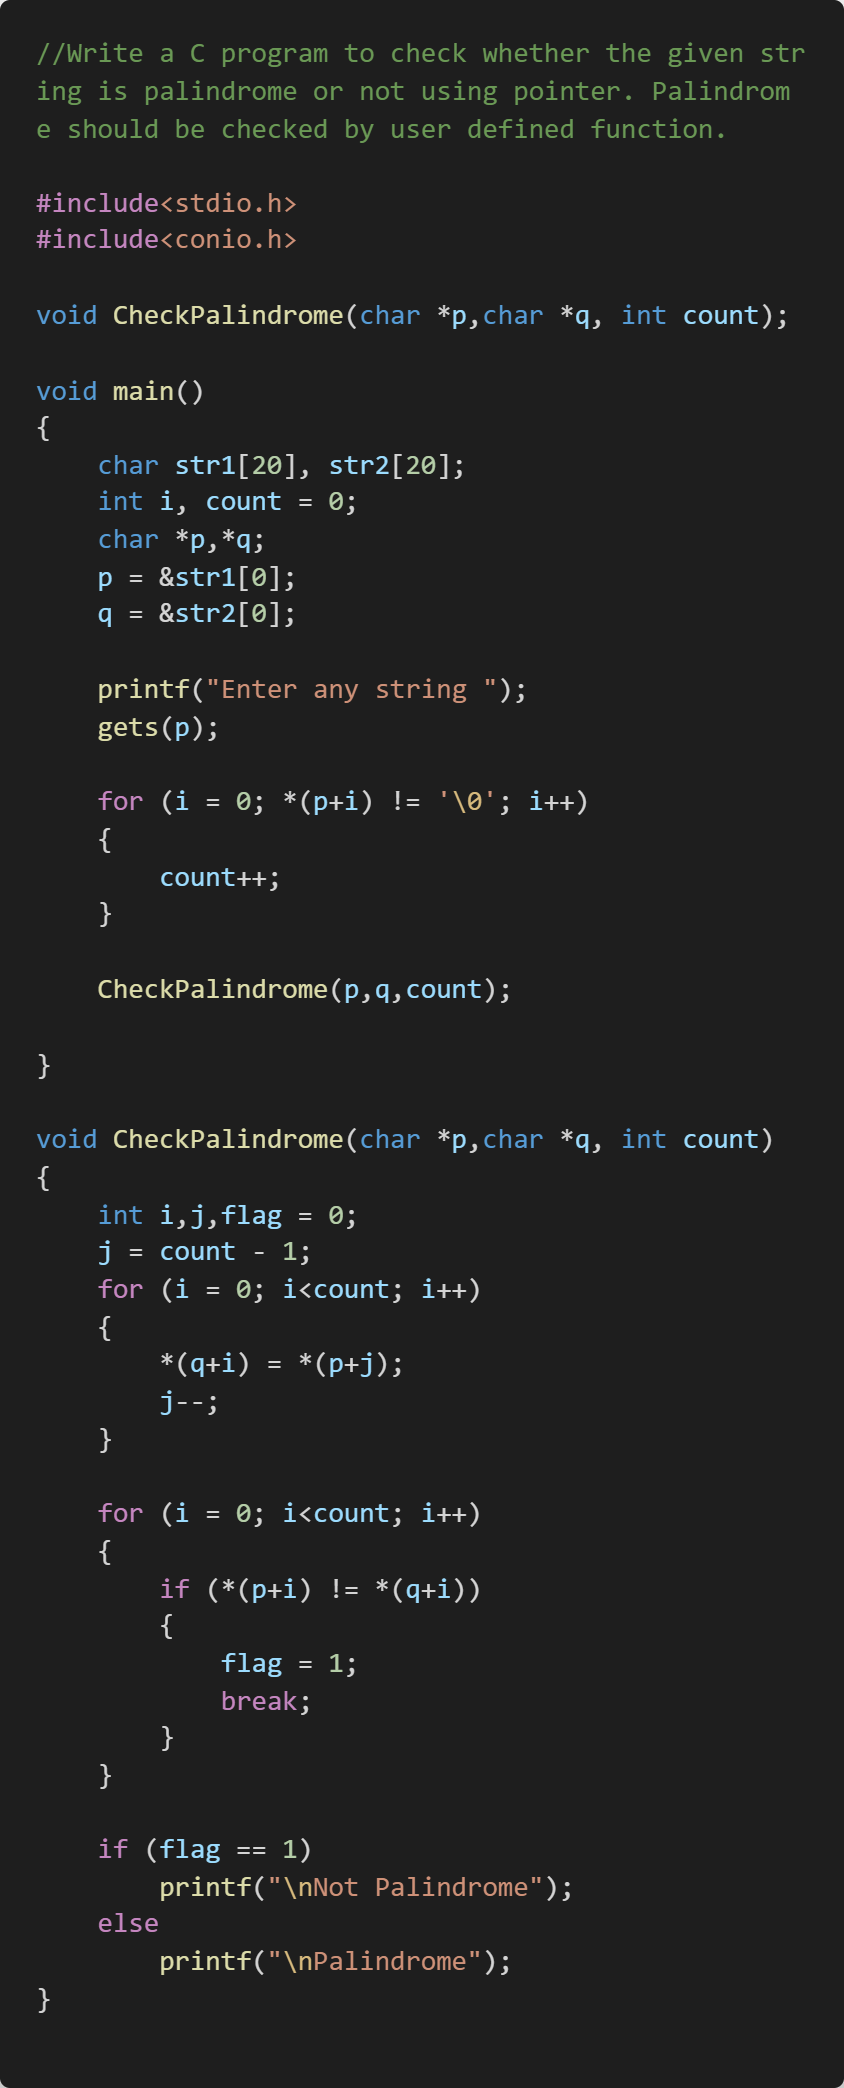 //Write a C program to check whether the given str
ing is palindrome or not using pointer. Palindrom
e should be checked by user defined function.

#include<stdio.h>
#include<conio.h>

void CheckPalindrome(char *p,char *q, int count);

void main()
{
    char str1[20], str2[20];
    int i, count = 0;
    char *p,*q;
    p = &str1[0];
    q = &str2[0];

    printf("Enter any string ");
    gets(p);

    for (i = 0; *(p+i) != '\0'; i++)
    {
        count++;
    }

    CheckPalindrome(p,q,count);

}

void CheckPalindrome(char *p,char *q, int count)
{
    int i,j,flag = 0;
    j = count - 1;
    for (i = 0; i<count; i++)
    {
        *(q+i) = *(p+j);
        j--;
    }

    for (i = 0; i<count; i++)
    {
        if (*(p+i) != *(q+i))
        {
            flag = 1;
            break;
        }
    }

    if (flag == 1)
        printf("\nNot Palindrome");
    else
        printf("\nPalindrome");
}